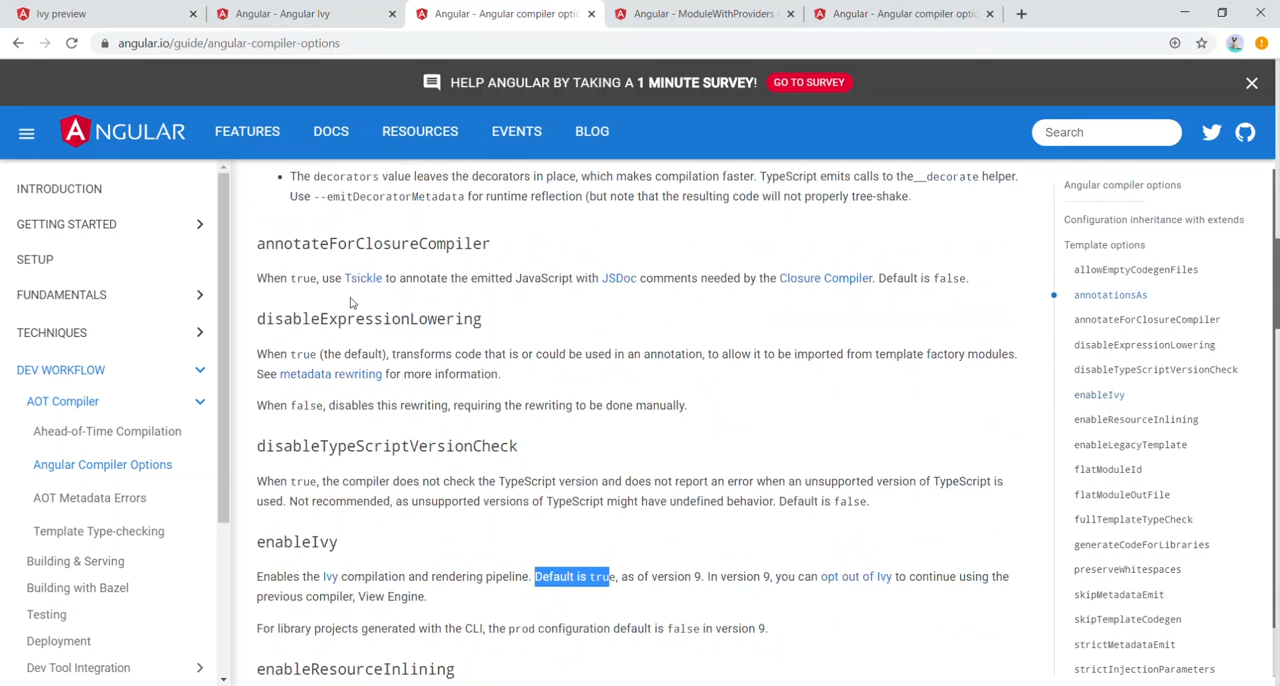 Ivy preview
Angular - Angular Ivy
Angular - Angular compiler optio
Angular - ModuleWithProviders
Angular - Angular compiler optio
angular.io/guide/angular-compiler-options
HELP ANGULAR BY TAKING A 1 MINUTE SURVEY!
GO TO SURVEY
ANGULAR
FEATURES
DOCS
RESOURCES
EVENTS
BLOG
Search
INTRODUCTION
GETTING STARTED
SETUP
FUNDAMENTALS
TECHNIQUES
DEV WORKFLOW
AOT Compiler
Ahead-of-Time Compilation
Angular Compiler Options
AOT Metadata Errors
Template Type-checking
Building & Serving
Building with Bazel
Testing
Deployment
Dev Tool Integration
• The decorators value leaves the decorators in place, which makes compilation faster. TypeScript emits calls to the__decorate helper.
Use --emitDecoratorMetadata for runtime reflection (but note that the resulting code will not properly tree-shake.
annotateForClosureCompiler
When true, use Tsickle to annotate the emitted JavaScript with JSDoc comments needed by the Closure Compiler. Default is false.
disableExpressionLowering
When true (the default), transforms code that is or could be used in an annotation, to allow it to be imported from template factory modules.
See metadata rewriting for more information.
When false, disables this rewriting, requiring the rewriting to be done manually.
disableTypeScriptVersionCheck
When true, the compiler does not check the TypeScript version and does not report an error when an unsupported version of TypeScript is
used. Not recommended, as unsupported versions of TypeScript might have undefined behavior. Default is false.
enableIvy
Enables the Ivy compilation and rendering pipeline. Default is true, as of version 9. In version 9, you can opt out of Ivy to continue using the
previous compiler, View Engine.
For library projects generated with the CLI, the prod configuration default is false in version 9.
enableResourceInlining
Angular compiler options
Configuration inheritance with extends
Template options
allowEmptyCodegenFiles
annotationsAs
annotateForClosureCompiler
disableExpressionLowering
disableTypeScriptVersionCheck
enableIvy
enableResourceInlining
enableLegacyTemplate
flatModuleId
flatModuleOutFile
fullTemplateTypeCheck
generateCodeForLibraries
preserveWhitespaces
skipMetadataEmit
skipTemplateCodegen
strictMetadataEmit
strictInjectionParameters